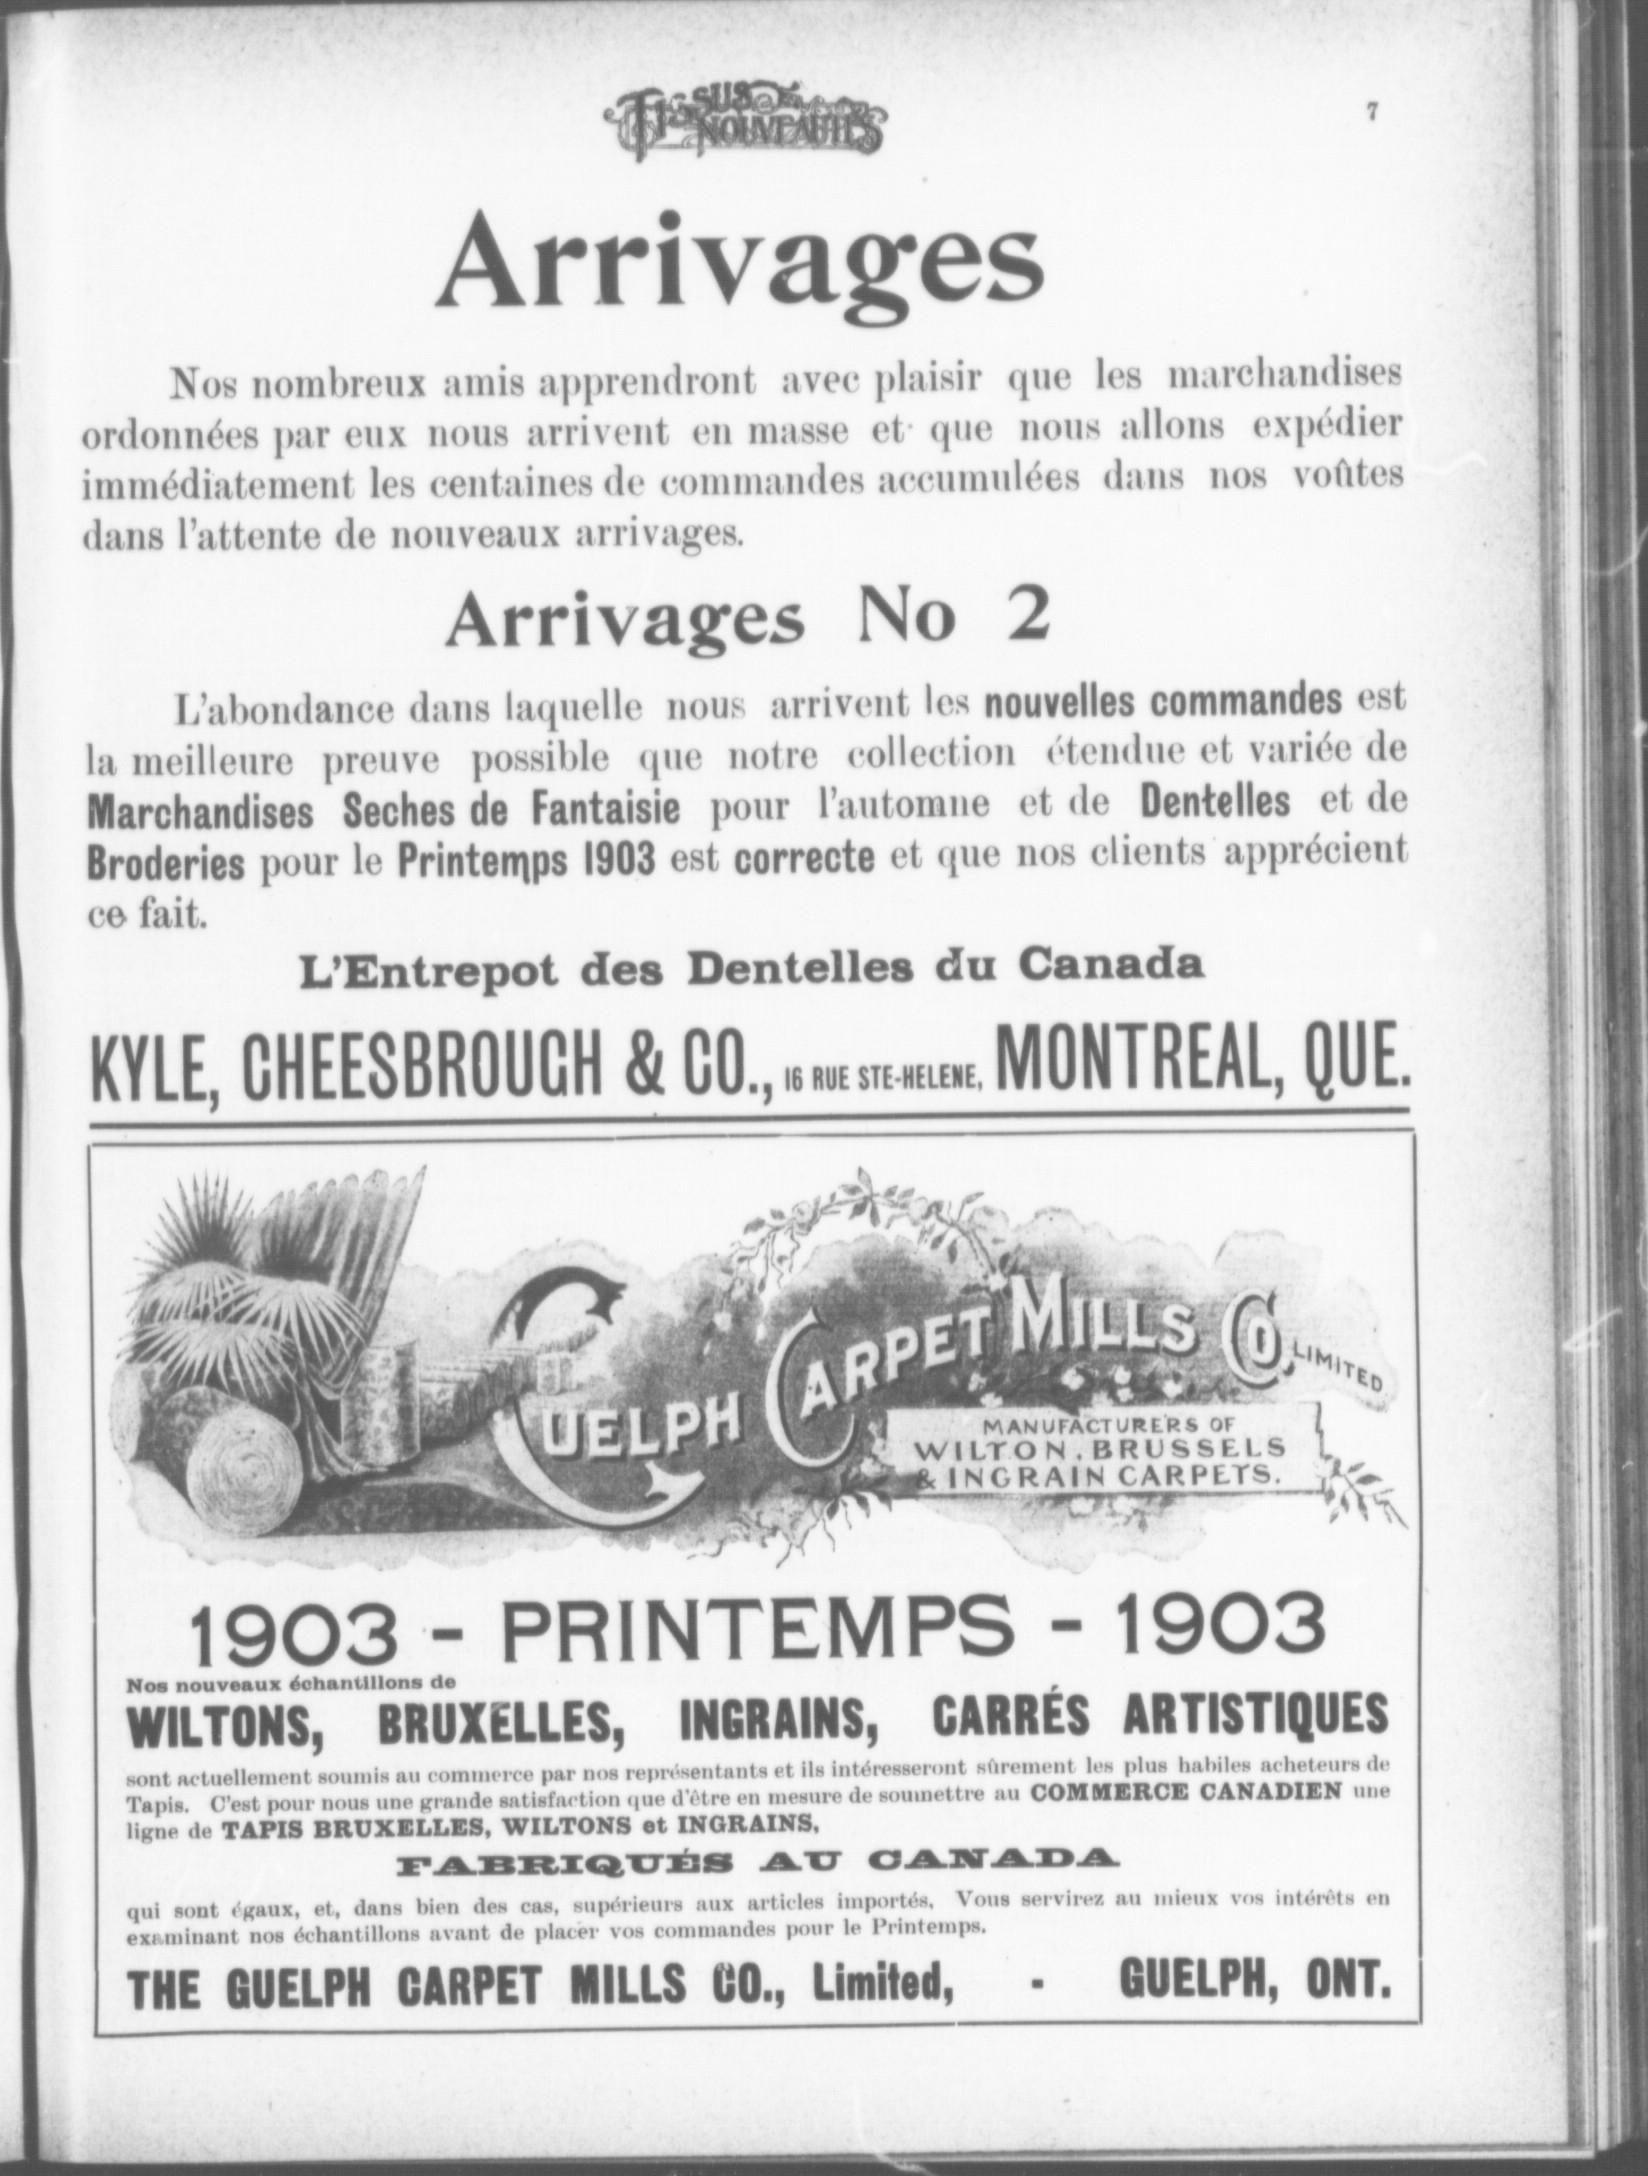 TISSUS ET NOUVEAUTÉS
7
Arrivages
Nos nombreux amis apprendront avec plaisir que les marchandises
ordonnées par eux nous arrivent en masse et que nous allons expédier
immédiatement les centaines de commandes accumulées dans nos voûtes
dans l'attente de nouveaux arrivages.
Arrivages No 2
L'abondance dans laquelle nous arrivent les nouvelles commandes est
la meilleure preuve possible que notre collection étendue et variée de
Marchandises Seches de Fantaisie pour l'automne et de Dentelles et de
Broderies pour le Printemps 1903 est correcte et que nos clients apprécient
ce fait.
L'Entrepot des Dentelles du Canada
KYLE, CHEESBROUGH & CO., 16 RUE STE-HELENE, MONTREAL, QUE.
GUELPH CARPET MILLS CO. LIMITED
MANUFACTURERS OF
WILTON, BRUSSELS
& INGRAIN CARPETS.
1903 - PRINTEMPS - 1903
Nos nouveaux échantillons de
WILTONS, BRUXELLES, INGRAINS, CARRÉS ARTISTIQUES
sont actuellement soumis au commerce par nos représentants et ils intéresseront sûrement les plus habiles acheteurs de
Tapis. C'est pour nous une grande satisfaction que d'être en mesure de soumettre au COMMERCE CANADIEN une
ligne de TAPIS BRUXELLES, WILTONS et INGRAINS,
FABRIQUÉS AU CANADA
qui sont égaux, et, dans bien des cas, supérieurs aux articles importés. Vous servirez au mieux vos intérêts en
examinant nos échantillons avant de placer vos commandes pour le Printemps.
THE GUELPH CARPET MILLS CO., Limited, - GUELPH, ONT.